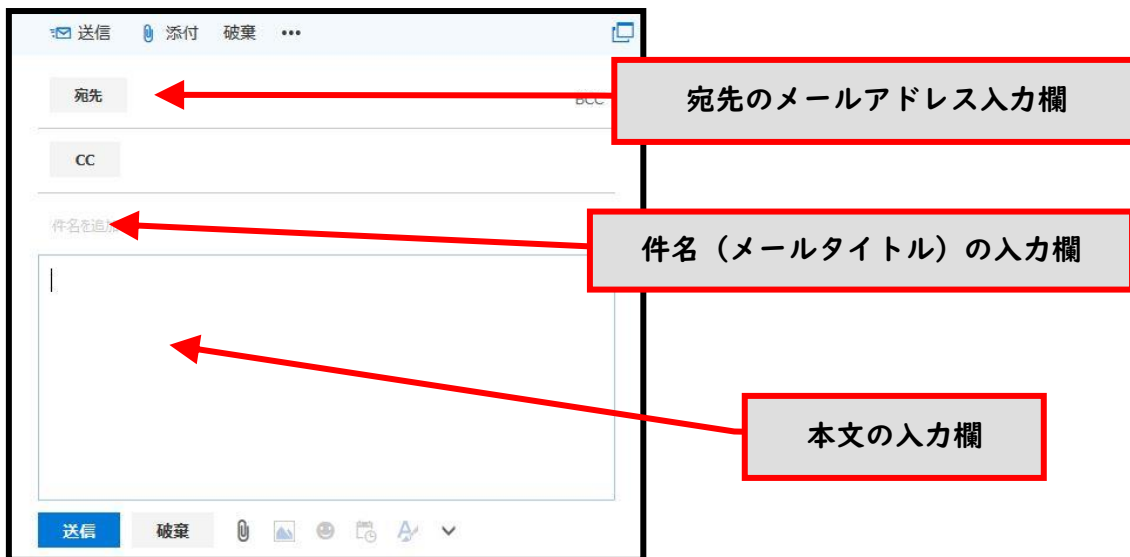 送信 添付 破棄 •••
宛先
BCC
宛先のメールアドレス入力欄
CC
件名を追加
件名（メールタイトル）の入力欄
本文の入力欄
送信 破棄